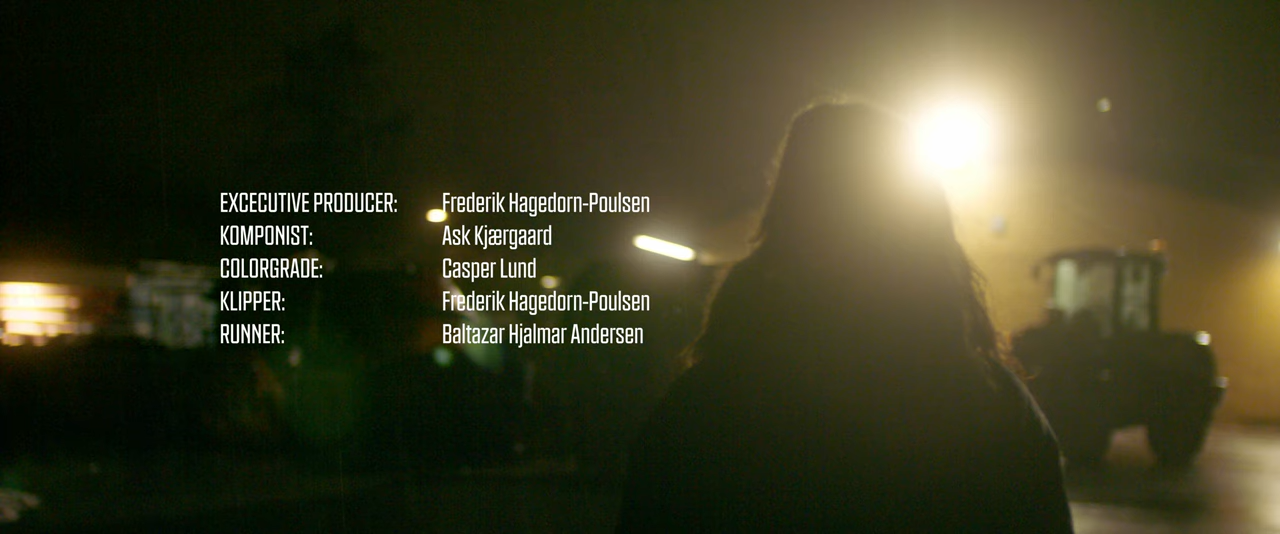 EXCECUTIVE PRODUCER: Frederik Hagedorn-Poulsen
KOMPONIST: Ask Kjærgaard
COLORGRADE: Casper Lund
KLIPPER: Frederik Hagedorn-Poulsen
RUNNER: Baltazar Hjalmar Andersen